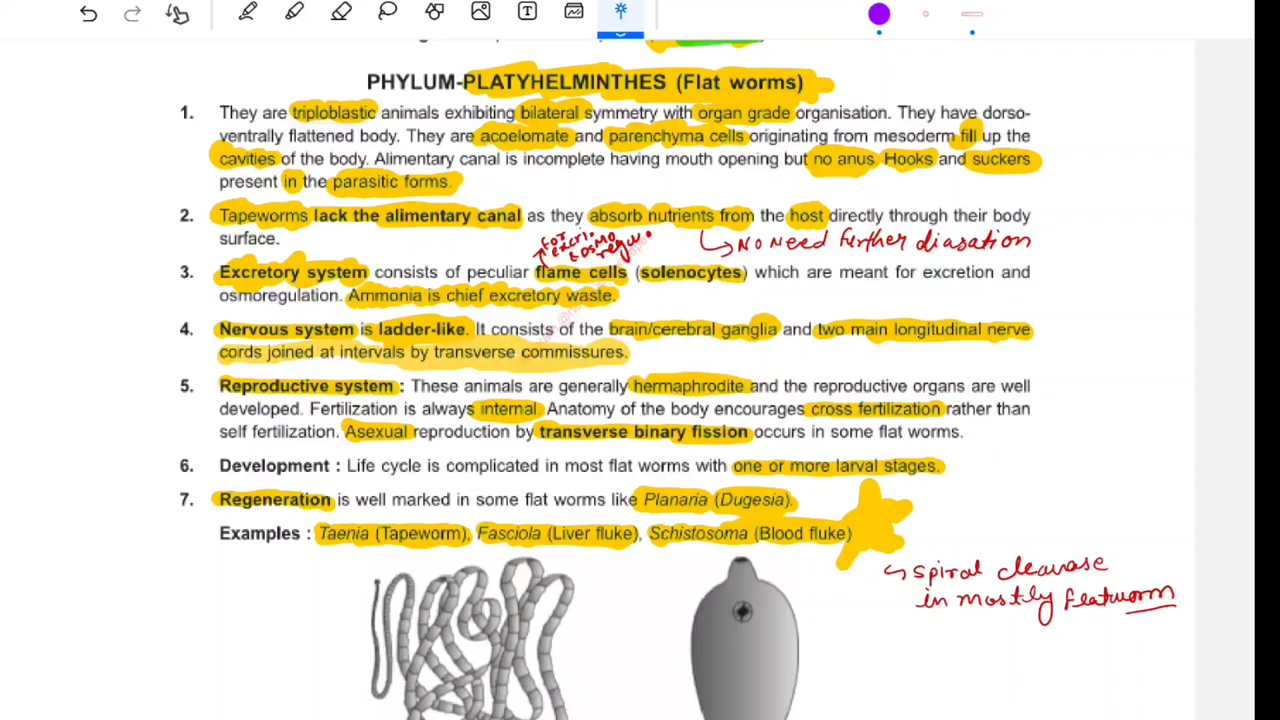 PHYLUM-PLATYHELMINTHES (Flat worms)
1. They are triploblastic animals exhibiting bilateral symmetry with organ grade organisation. They have dorso-
ventrally flattened body. They are acoelomate and parenchyma cells originating from mesoderm fill up the
cavities of the body. Alimentary canal is incomplete having mouth opening but no anus. Hooks and suckers
present in the parasitic forms.
2. Tapeworms lack the alimentary canal as they absorb nutrients from the host directly through their body
surface.
For
excri.
& osmo
regu.
No Need further diasation
3. Excretory system consists of peculiar flame cells (solenocytes) which are meant for excretion and
osmoregulation. Ammonia is chief excretory waste.
4. Nervous system is ladder-like. It consists of the brain/cerebral ganglia and two main longitudinal nerve
cords joined at intervals by transverse commissures.
5. Reproductive system : These animals are generally hermaphrodite and the reproductive organs are well
developed. Fertilization is always internal. Anatomy of the body encourages cross fertilization rather than
self fertilization. Asexual reproduction by transverse binary fission occurs in some flat worms.
6. Development : Life cycle is complicated in most flat worms with one or more larval stages.
7. Regeneration is well marked in some flat worms like Planaria (Dugesia).
Examples : Taenia (Tapeworm), Fasciola (Liver fluke), Schistosoma (Blood fluke)
spiral cleavase
in mostly flatworm